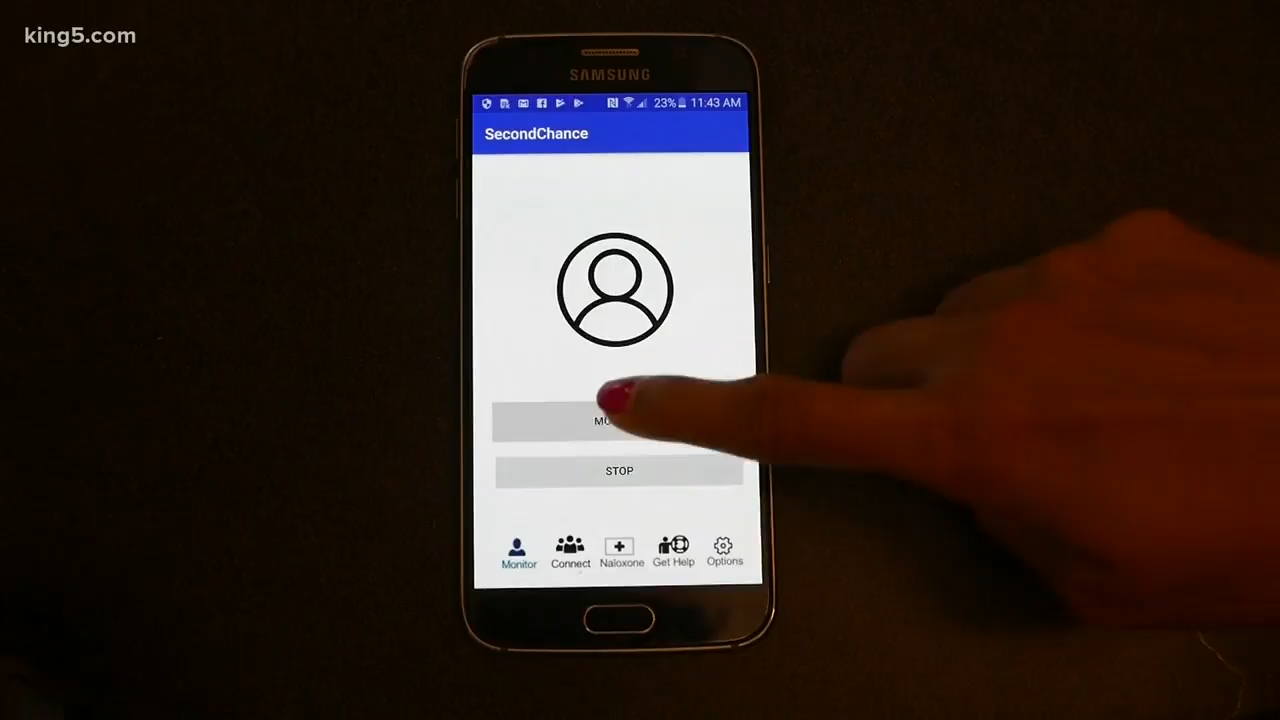 king5.com
SAMSUNG
23% 11:43 AM
SecondChance
STOP
Monitor Connect Naloxone Get Help Options